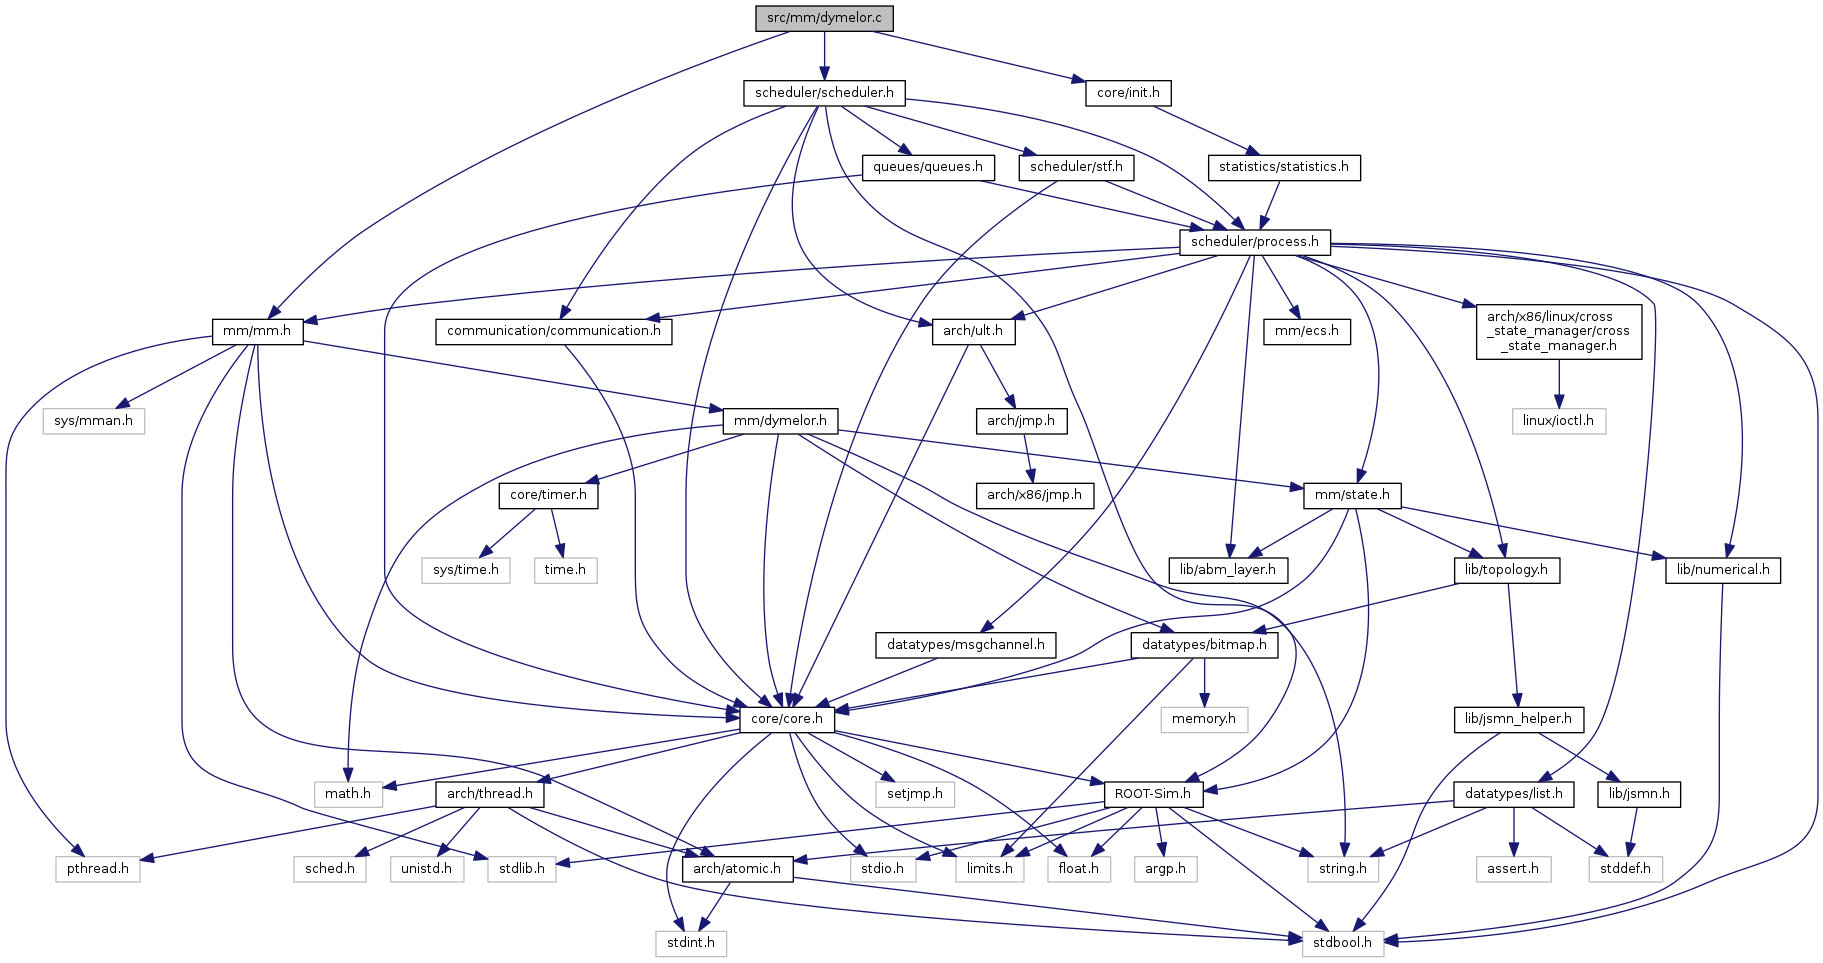 src/mm/dymelor.c
scheduler/scheduler.h
core/init.h
queues/queues.h
scheduler/stf.h
statistics/statistics.h
scheduler/process.h
mm/mm.h
communication/communication.h
arch/ult.h
mm/ecs.h
arch/x86/linux/cross
_state_manager/cross
_state_manager.h
sys/mman.h
mm/dymelor.h
arch/jmp.h
linux/ioctl.h
core/timer.h
arch/x86/jmp.h
mm/state.h
sys/time.h
time.h
lib/abm_layer.h
lib/topology.h
lib/numerical.h
datatypes/msgchannel.h
datatypes/bitmap.h
core/core.h
memory.h
lib/jsmn_helper.h
math.h
arch/thread.h
setjmp.h
ROOT-Sim.h
datatypes/list.h
lib/jsmn.h
pthread.h
sched.h
unistd.h
stdlib.h
arch/atomic.h
stdio.h
limits.h
float.h
argp.h
string.h
assert.h
stddef.h
stdint.h
stdbool.h